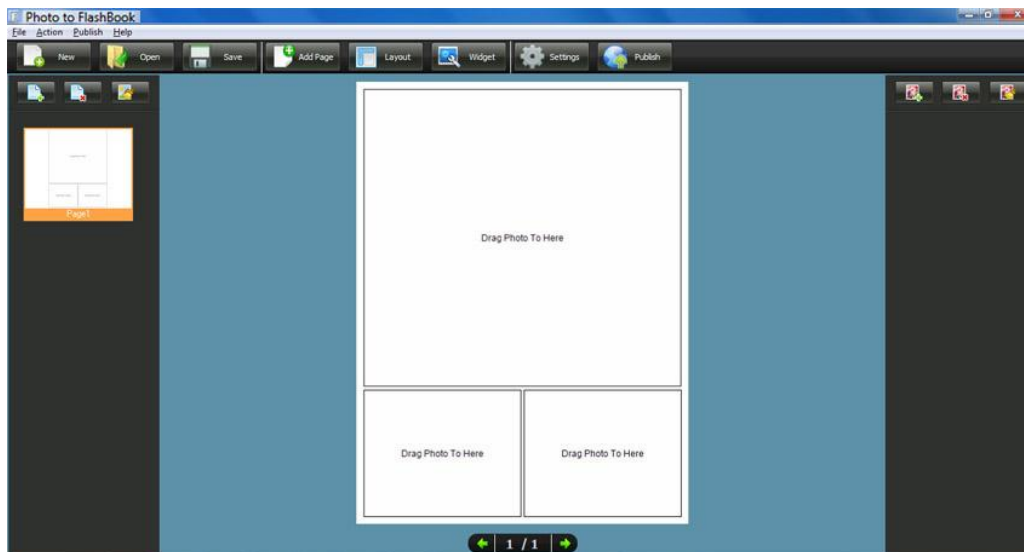 Photo to FlashBook
File Action Publish Help
New Open Save Add Page Layout Widget Settings Publish
Page1
Drag Photo To Here
Drag Photo To Here Drag Photo To Here
1 / 1